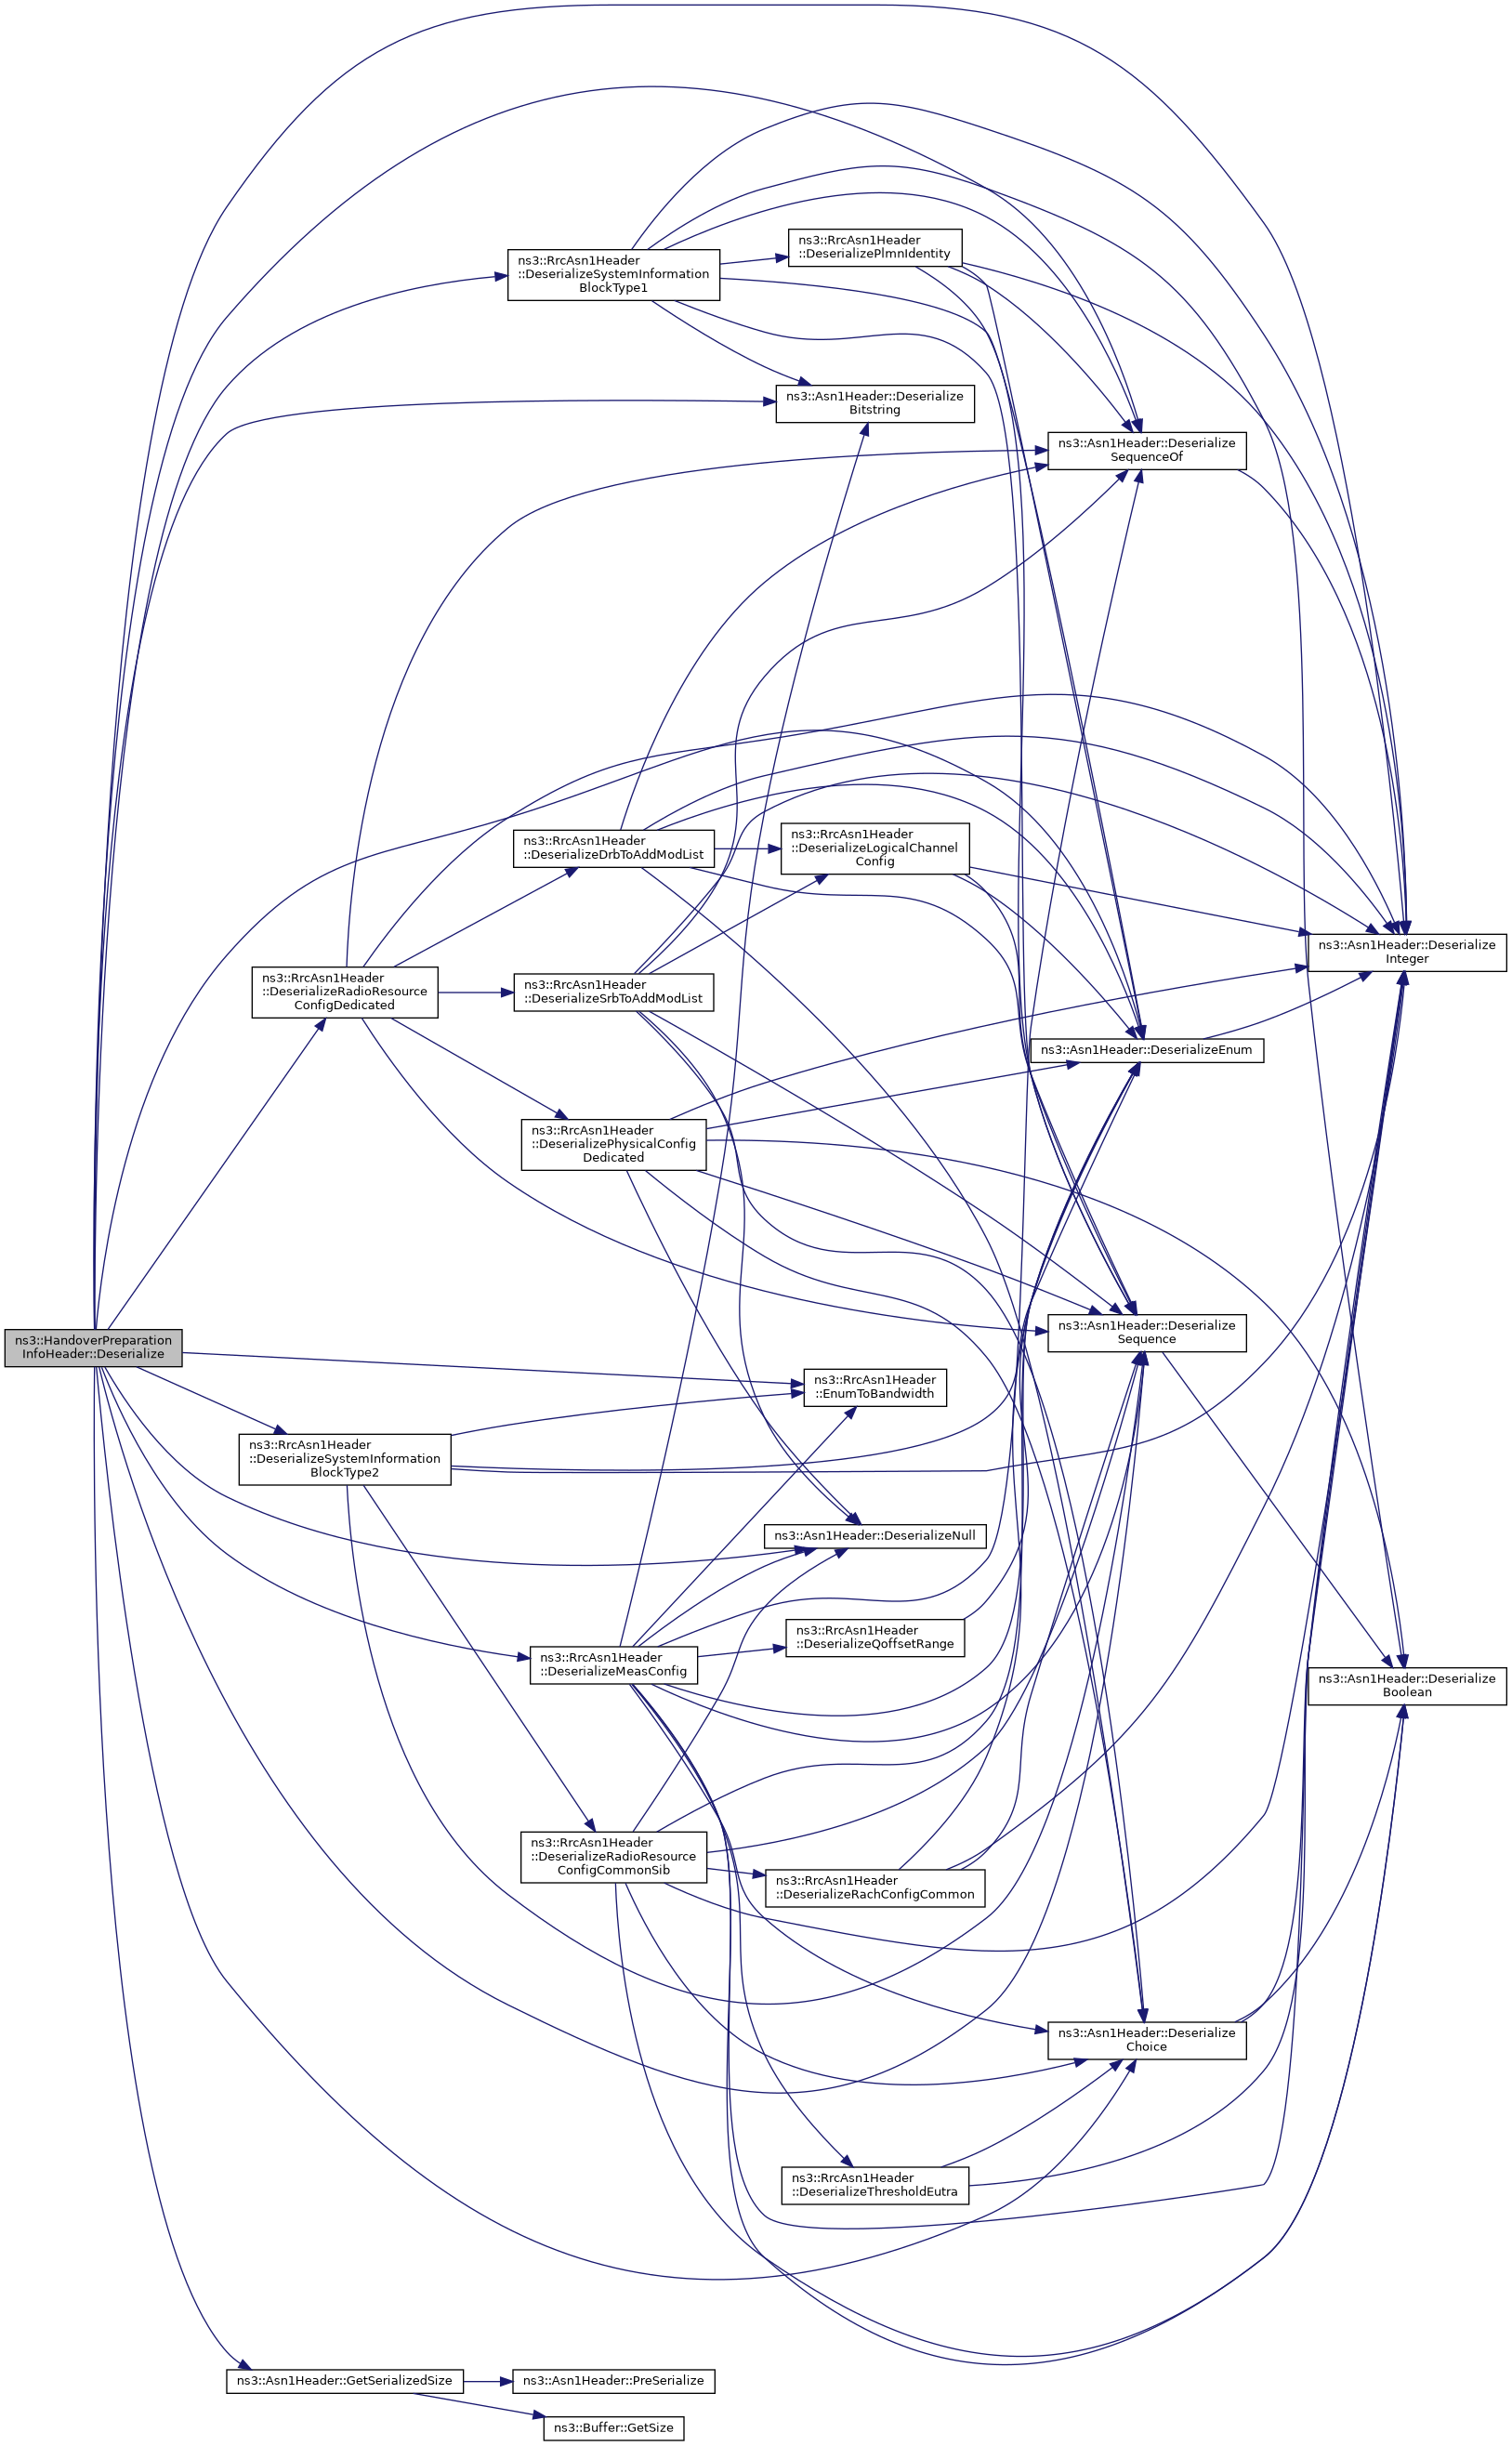 ns3::RrcAsn1Header
::DeserializePlmnIdentity
ns3::RrcAsn1Header
::DeserializeSystemInformation
BlockType1
ns3::Asn1Header::Deserialize
Bitstring
ns3::Asn1Header::Deserialize
SequenceOf
ns3::RrcAsn1Header
::DeserializeDrbToAddModList
ns3::RrcAsn1Header
::DeserializeLogicalChannel
Config
ns3::Asn1Header::Deserialize
Integer
ns3::RrcAsn1Header
::DeserializeRadioResource
ConfigDedicated
ns3::RrcAsn1Header
::DeserializeSrbToAddModList
ns3::Asn1Header::DeserializeEnum
ns3::RrcAsn1Header
::DeserializePhysicalConfig
Dedicated
ns3::HandoverPreparation
InfoHeader::Deserialize
ns3::Asn1Header::Deserialize
Sequence
ns3::RrcAsn1Header
::EnumToBandwidth
ns3::RrcAsn1Header
::DeserializeSystemInformation
BlockType2
ns3::Asn1Header::DeserializeNull
ns3::RrcAsn1Header
::DeserializeQoffsetRange
ns3::RrcAsn1Header
::DeserializeMeasConfig
ns3::Asn1Header::Deserialize
Boolean
ns3::RrcAsn1Header
::DeserializeRadioResource
ConfigCommonSib
ns3::RrcAsn1Header
::DeserializeRachConfigCommon
ns3::Asn1Header::Deserialize
Choice
ns3::RrcAsn1Header
::DeserializeThresholdEutra
ns3::Asn1Header::GetSerializedSize
ns3::Asn1Header::PreSerialize
ns3::Buffer::GetSize